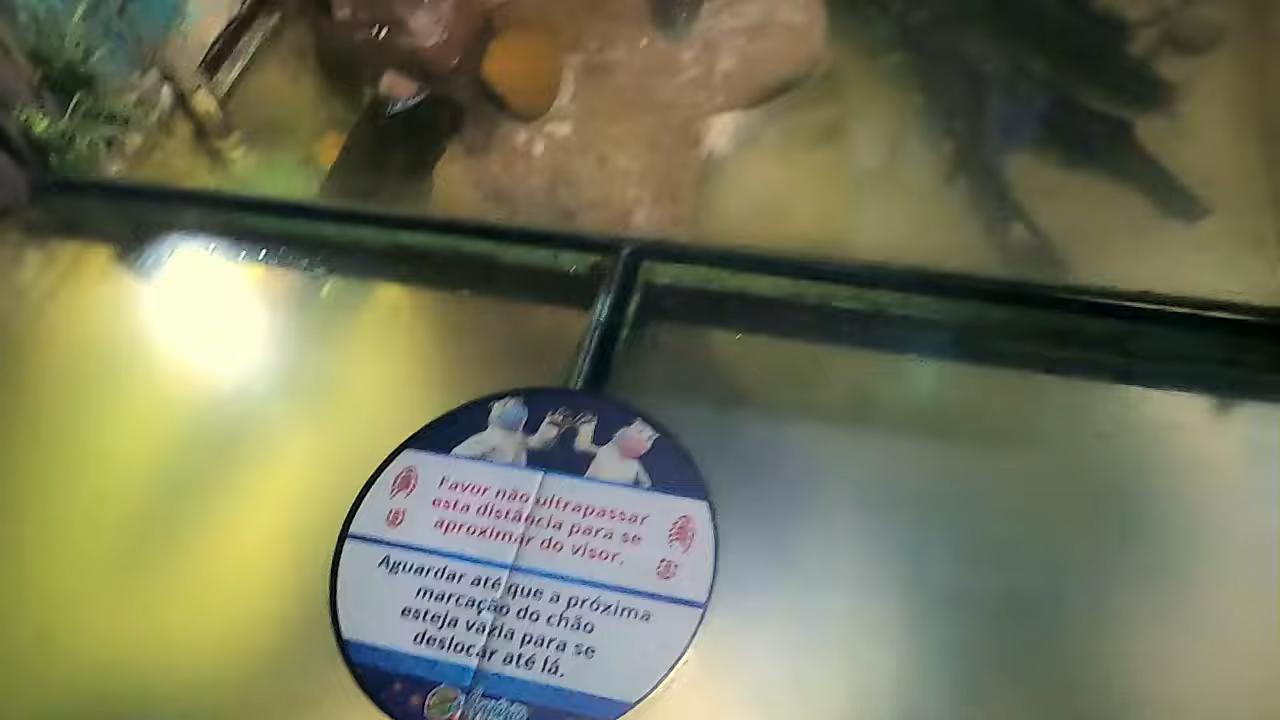 Favor não ultrapassar
esta distância para se
aproximar do visor.
Aguardar até que a próxima
marcação do chão
esteja vazia para se
deslocar até lá.